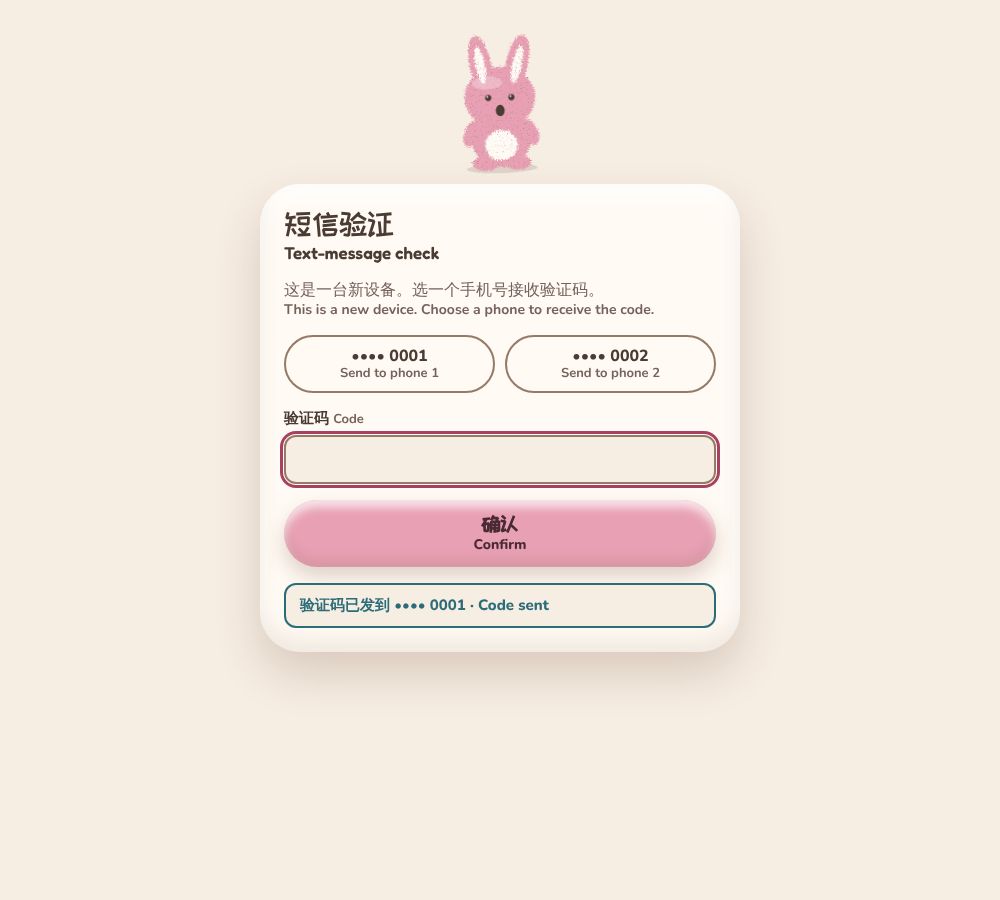 短信验证
Text-message check
这是一台新设备。选一个手机号接收验证码。
This is a new device. Choose a phone to receive the code.
•••• 0001
Send to phone 1
•••• 0002
Send to phone 2
验证码 Code
确认
Confirm
验证码已发到 •••• 0001 · Code sent